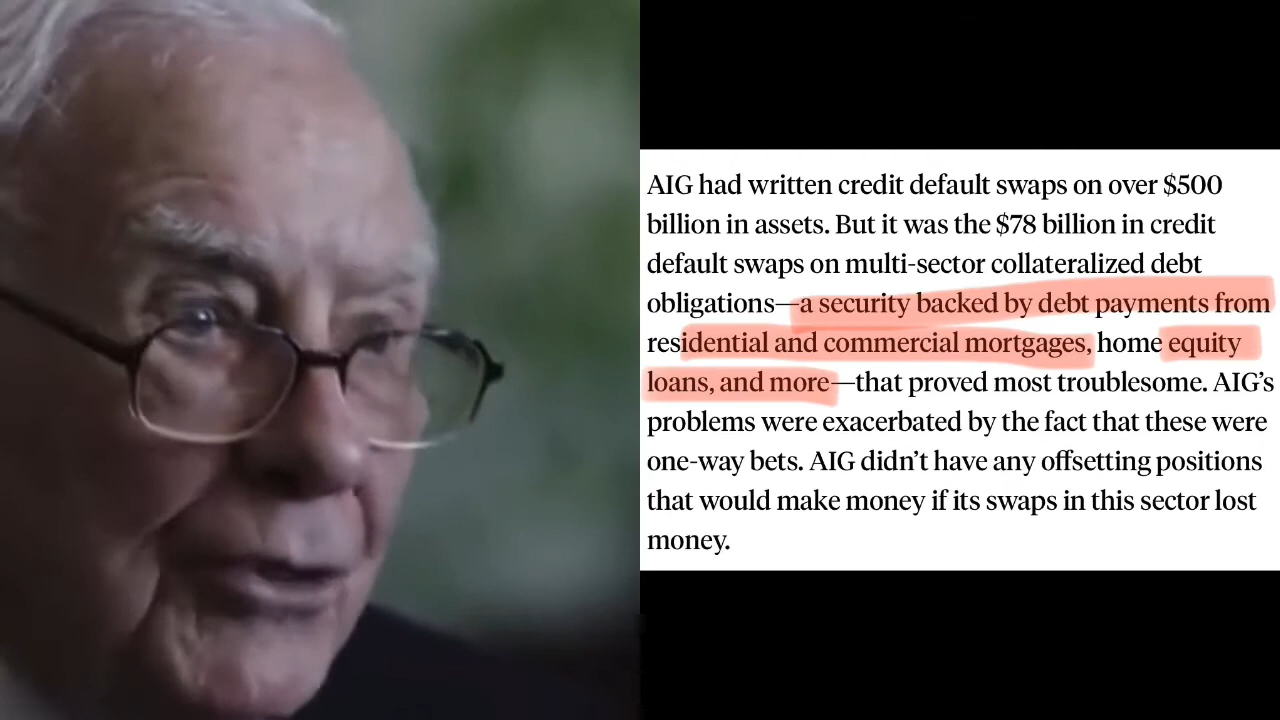 AIG had written credit default swaps on over $500
billion in assets. But it was the $78 billion in credit
default swaps on multi-sector collateralized debt
obligations—a security backed by debt payments from
residential and commercial mortgages, home equity
loans, and more—that proved most troublesome. AIG’s
problems were exacerbated by the fact that these were
one-way bets. AIG didn’t have any offsetting positions
that would make money if its swaps in this sector lost
money.